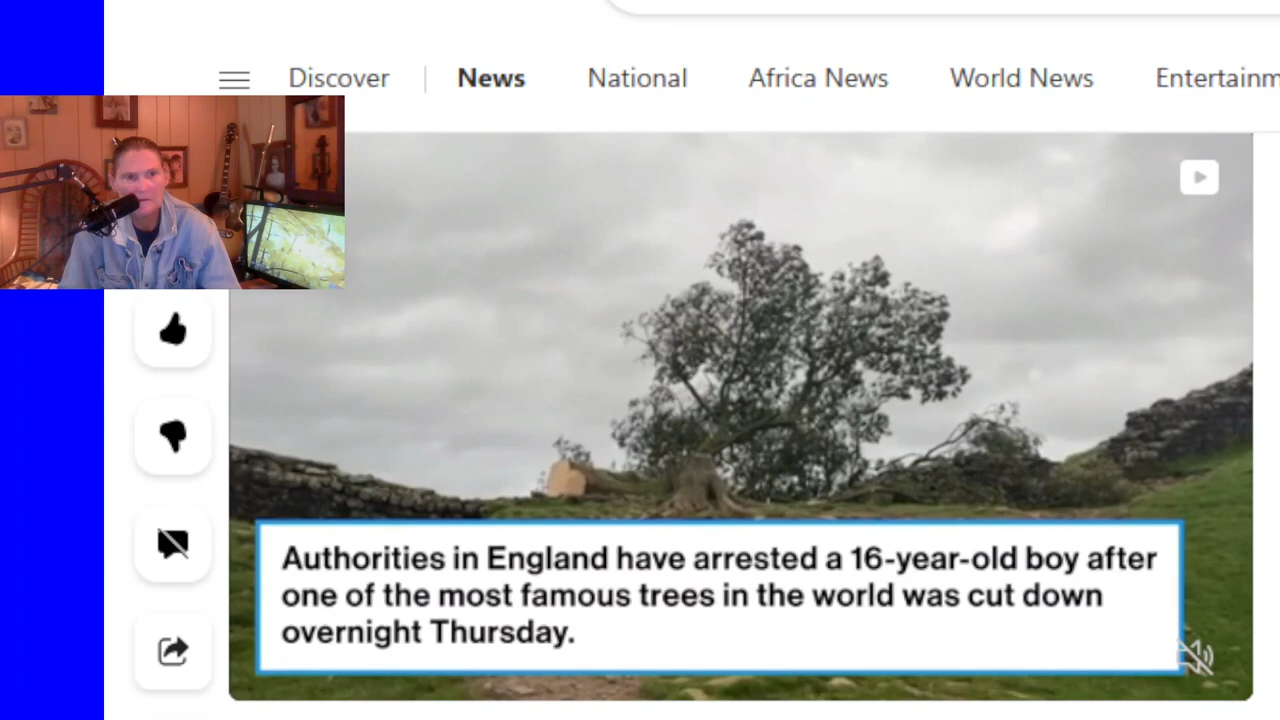 Discover | News National Africa News World News Entertainm
Authorities in England have arrested a 16-year-old boy after
one of the most famous trees in the world was cut down
overnight Thursday.